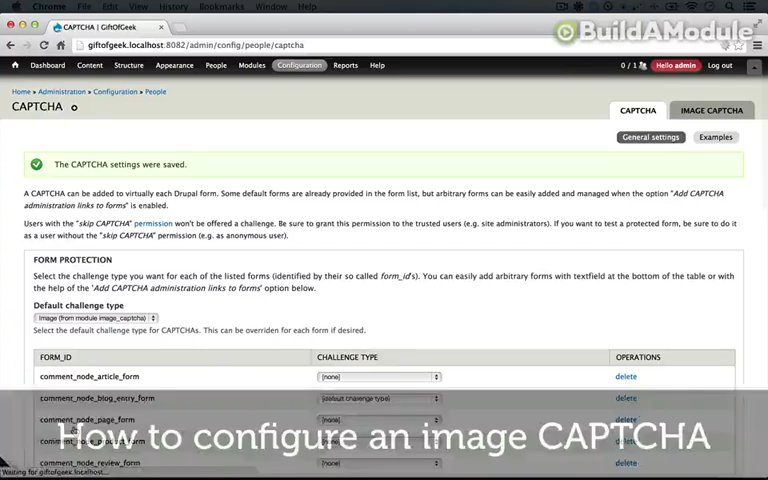 Chrome File Edit View History Bookmarks Window Help
CAPTCHA | GiftOfGeek
giftofgeek.localhost:8082/admin/config/people/captcha
BuildAModule
Dashboard Content Structure Appearance People Modules Configuration Reports Help
0 / 1 Hello admin Log out
Home » Administration » Configuration » People
CAPTCHA
CAPTCHA IMAGE CAPTCHA
General settings Examples
The CAPTCHA settings were saved.
A CAPTCHA can be added to virtually each Drupal form. Some default forms are already provided in the form list, but arbitrary forms can be easily added and managed when the option "Add CAPTCHA
administration links to forms" is enabled.
Users with the "skip CAPTCHA" permission won't be offered a challenge. Be sure to grant this permission to the trusted users (e.g. site administrators). If you want to test a protected form, be sure to do it
as a user without the "skip CAPTCHA" permission (e.g. as anonymous user).
FORM PROTECTION
Select the challenge type you want for each of the listed forms (identified by their so called form_id's). You can easily add arbitrary forms with textfield at the bottom of the table or with
the help of the 'Add CAPTCHA administration links to forms' option below.
Default challenge type
Image (from module image_captcha)
Select the default challenge type for CAPTCHAs. This can be overriden for each form if desired.
FORM_ID CHALLENGE TYPE OPERATIONS
comment_node_article_form [none] delete
comment_node_blog_entry_form [default challenge type] delete
comment_node_page_form [none] delete
How to configure an image CAPTCHA
comment_node_product_form [none] delete
comment_node_review_form [none] delete
Waiting for giftofgeek.localhost...